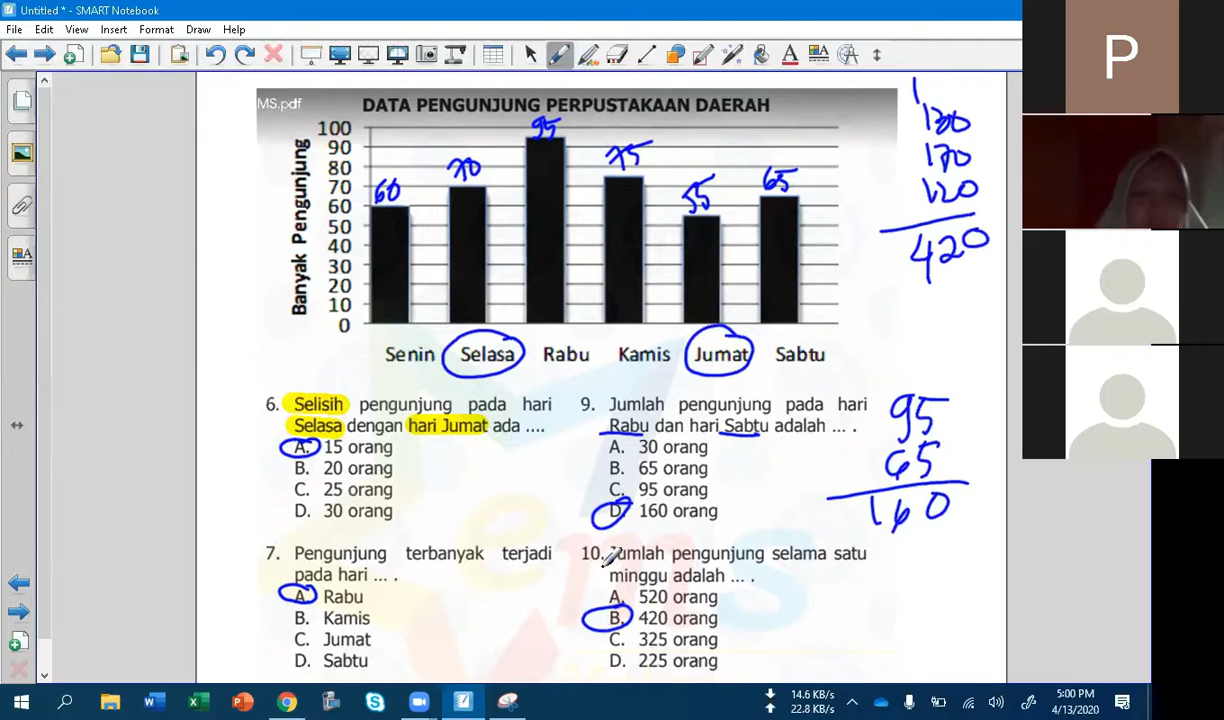 Untitled * - SMART Notebook
File Edit View Insert Format Draw Help
MS.pdf
DATA PENGUNJUNG PERPUSTAKAAN DAERAH
Banyak Pengunjung
100
90
80
70
60
50
40
30
20
10
0
60 70 95 75 55 65
Senin Selasa Rabu Kamis Jumat Sabtu
1
130
170
120
420
6. Selisih pengunjung pada hari
Selasa dengan hari Jumat ada ....
A. 15 orang
B. 20 orang
C. 25 orang
D. 30 orang
7. Pengunjung terbanyak terjadi
pada hari ... .
A. Rabu
B. Kamis
C. Jumat
D. Sabtu
9. Jumlah pengunjung pada hari
Rabu dan hari Sabtu adalah ... .
A. 30 orang
B. 65 orang
C. 95 orang
D. 160 orang
10. Jumlah pengunjung selama satu
minggu adalah ... .
A. 520 orang
B. 420 orang
C. 325 orang
D. 225 orang
95
65
160
P
14.6 KB/s
22.8 KB/s
5:00 PM
4/13/2020